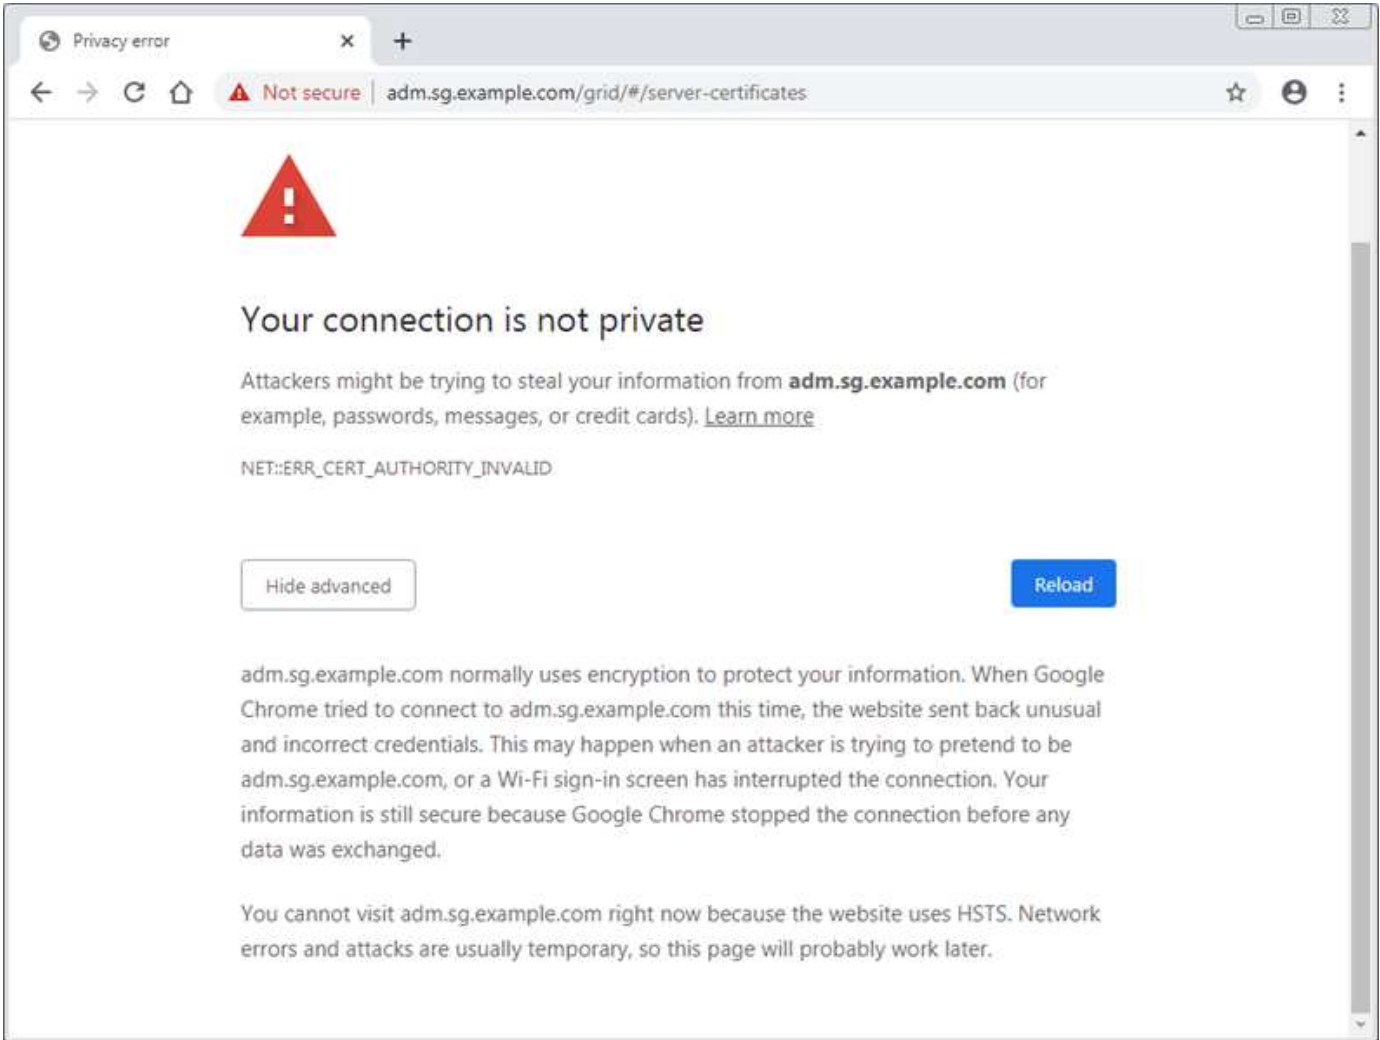 Privacy error
Not secure adm.sg.example.com/grid/#/server-certificates
Your connection is not private
Attackers might be trying to steal your information from adm.sg.example.com (for
example, passwords, messages, or credit cards). Learn more
NET::ERR_CERT_AUTHORITY_INVALID
Hide advanced
Reload
adm.sg.example.com normally uses encryption to protect your information. When Google
Chrome tried to connect to adm.sg.example.com this time, the website sent back unusual
and incorrect credentials. This may happen when an attacker is trying to pretend to be
adm.sg.example.com, or a Wi-Fi sign-in screen has interrupted the connection. Your
information is still secure because Google Chrome stopped the connection before any
data was exchanged.
You cannot visit adm.sg.example.com right now because the website uses HSTS. Network
errors and attacks are usually temporary, so this page will probably work later.